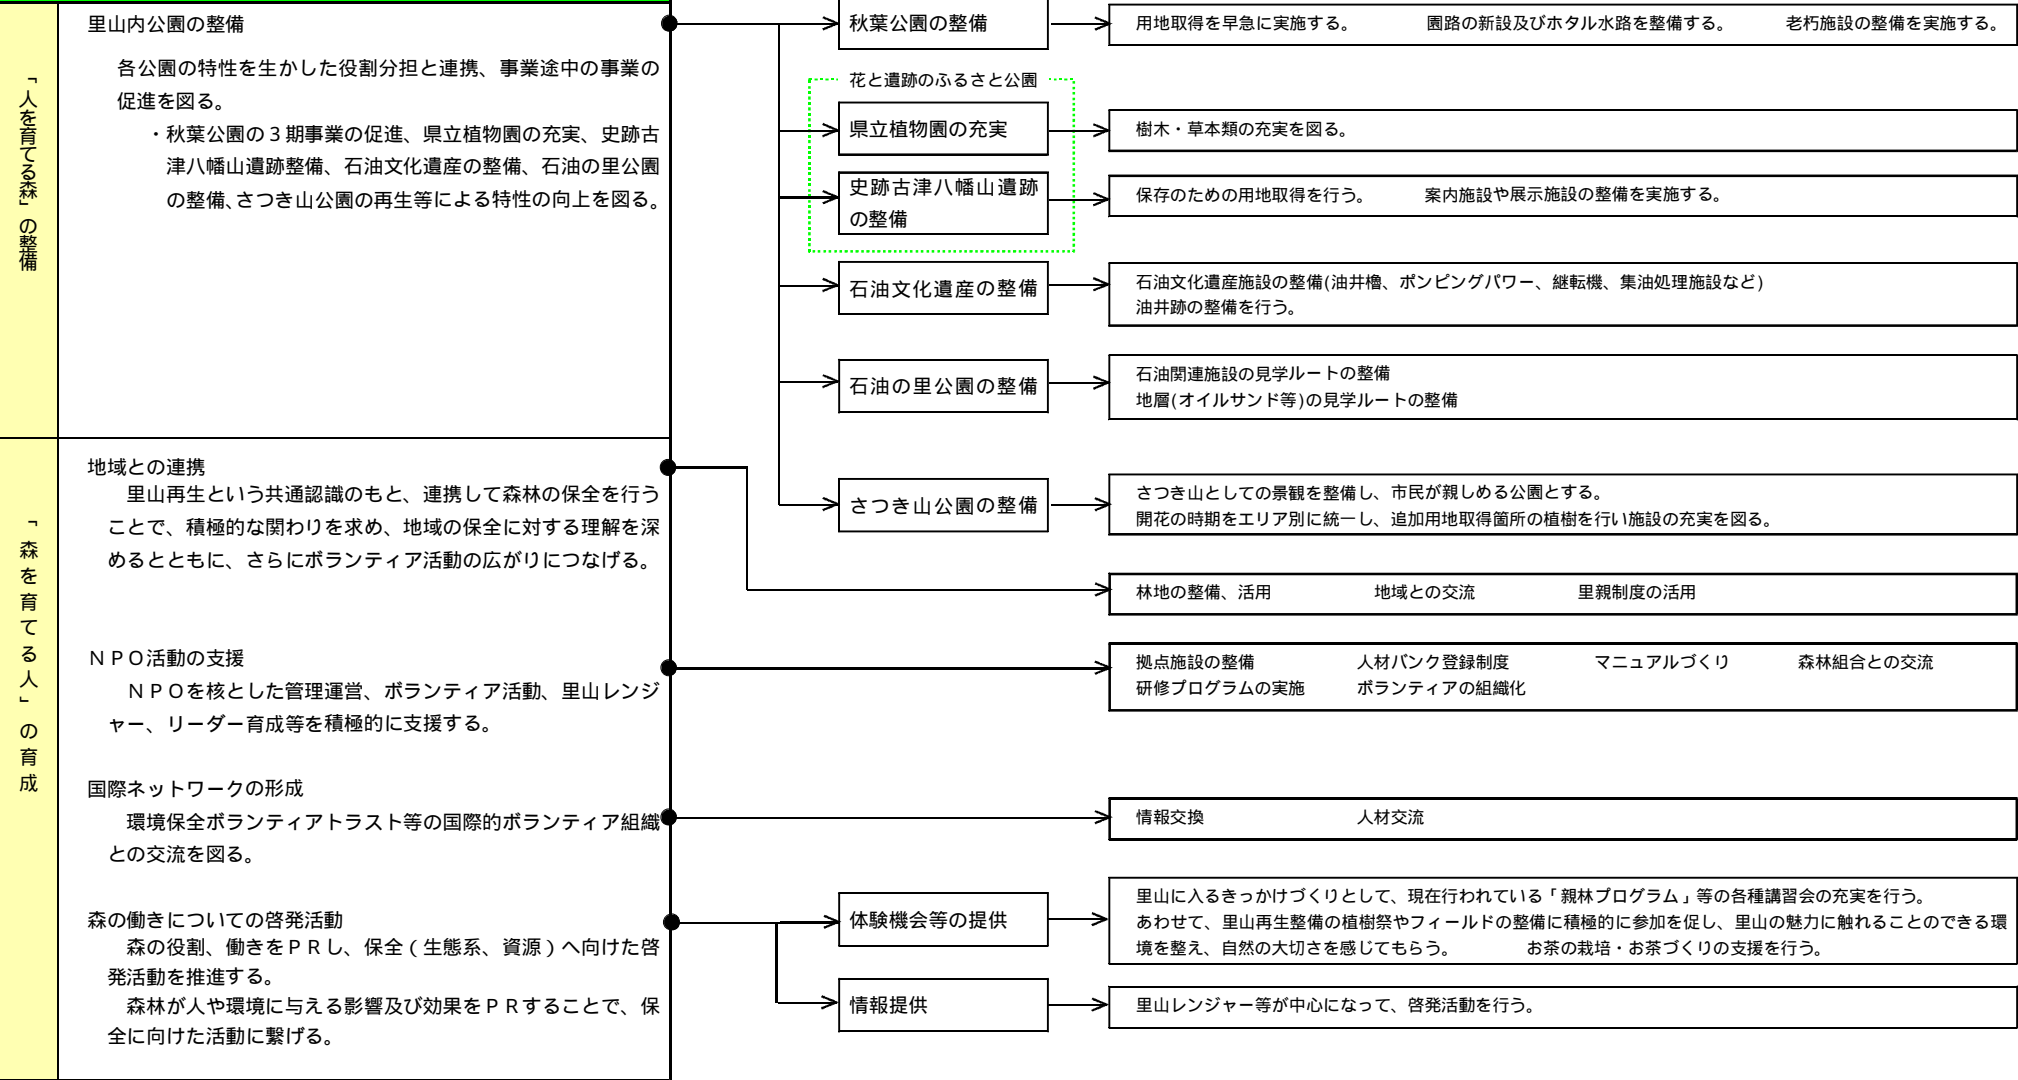 「人を育てる森」の整備
里山内公園の整備
各公園の特性を生かした役割分担と連携、事業途中の事業の
促進を図る。
・秋葉公園の３期事業の促進、県立植物園の充実、史跡古
津八幡山遺跡整備、石油文化遺産の整備、石油の里公園
の整備、さつき山公園の再生等による特性の向上を図る。
秋葉公園の整備
用地取得を早急に実施する。 園路の新設及びホタル水路を整備する。 老朽施設の整備を実施する。
花と遺跡のふるさと公園
県立植物園の充実
樹木・草本類の充実を図る。
史跡古津八幡山遺跡
の整備
保存のための用地取得を行う。 案内施設や展示施設の整備を実施する。
石油文化遺産の整備
石油文化遺産施設の整備(油井櫓、ポンピングパワー、継転機、集油処理施設など)
油井跡の整備を行う。
石油の里公園の整備
石油関連施設の見学ルートの整備
地層(オイルサンド等)の見学ルートの整備
さつき山公園の整備
さつき山としての景観を整備し、市民が親しめる公園とする。
開花の時期をエリア別に統一し、追加用地取得箇所の植樹を行い施設の充実を図る。
「森を育てる人」の育成
地域との連携
里山再生という共通認識のもと、連携して森林の保全を行う
ことで、積極的な関わりを求め、地域の保全に対する理解を深
めるとともに、さらにボランティア活動の広がりにつなげる。
林地の整備、活用 地域との交流 里親制度の活用
ＮＰＯ活動の支援
ＮＰＯを核とした管理運営、ボランティア活動、里山レンジ
ャー、リーダー育成等を積極的に支援する。
拠点施設の整備 人材バンク登録制度 マニュアルづくり 森林組合との交流
研修プログラムの実施 ボランティアの組織化
国際ネットワークの形成
環境保全ボランティアトラスト等の国際的ボランティア組織
との交流を図る。
情報交換 人材交流
森の働きについての啓発活動
森の役割、働きをＰＲし、保全（生態系、資源）へ向けた啓
発活動を推進する。
森林が人や環境に与える影響及び効果をＰＲすることで、保
全に向けた活動に繋げる。
体験機会等の提供
里山に入るきっかけづくりとして、現在行われている「親林プログラム」等の各種講習会の充実を行う。
あわせて、里山再生整備の植樹祭やフィールドの整備に積極的に参加を促し、里山の魅力に触れることのできる環
境を整え、自然の大切さを感じてもらう。 お茶の栽培・お茶づくりの支援を行う。
情報提供
里山レンジャー等が中心になって、啓発活動を行う。